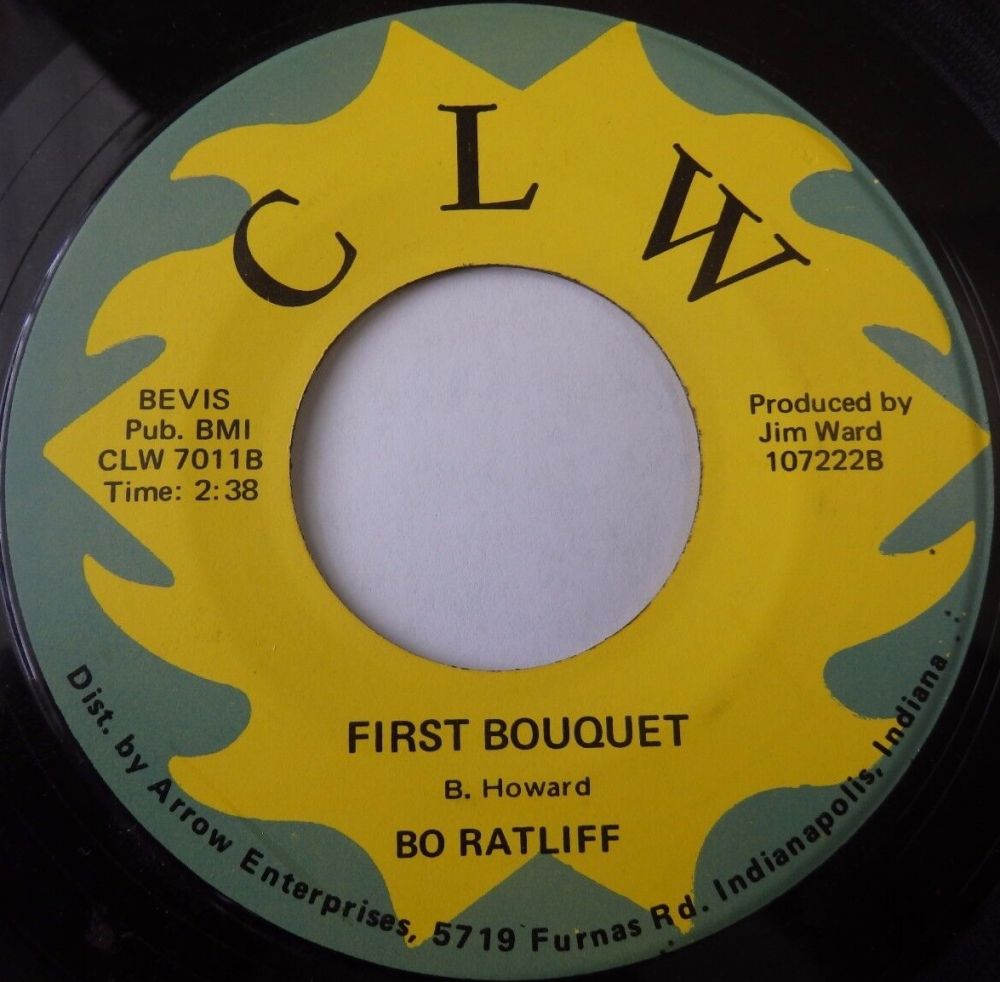 CLW
BEVIS
Pub. BMI
CLW 7011B
Time: 2:38
Produced by
Jim Ward
107222B
FIRST BOUQUET
B. Howard
BO RATLIFF
Dist. by Arrow Enterprises, 5719 Furnas Rd. Indianapolis, Indiana